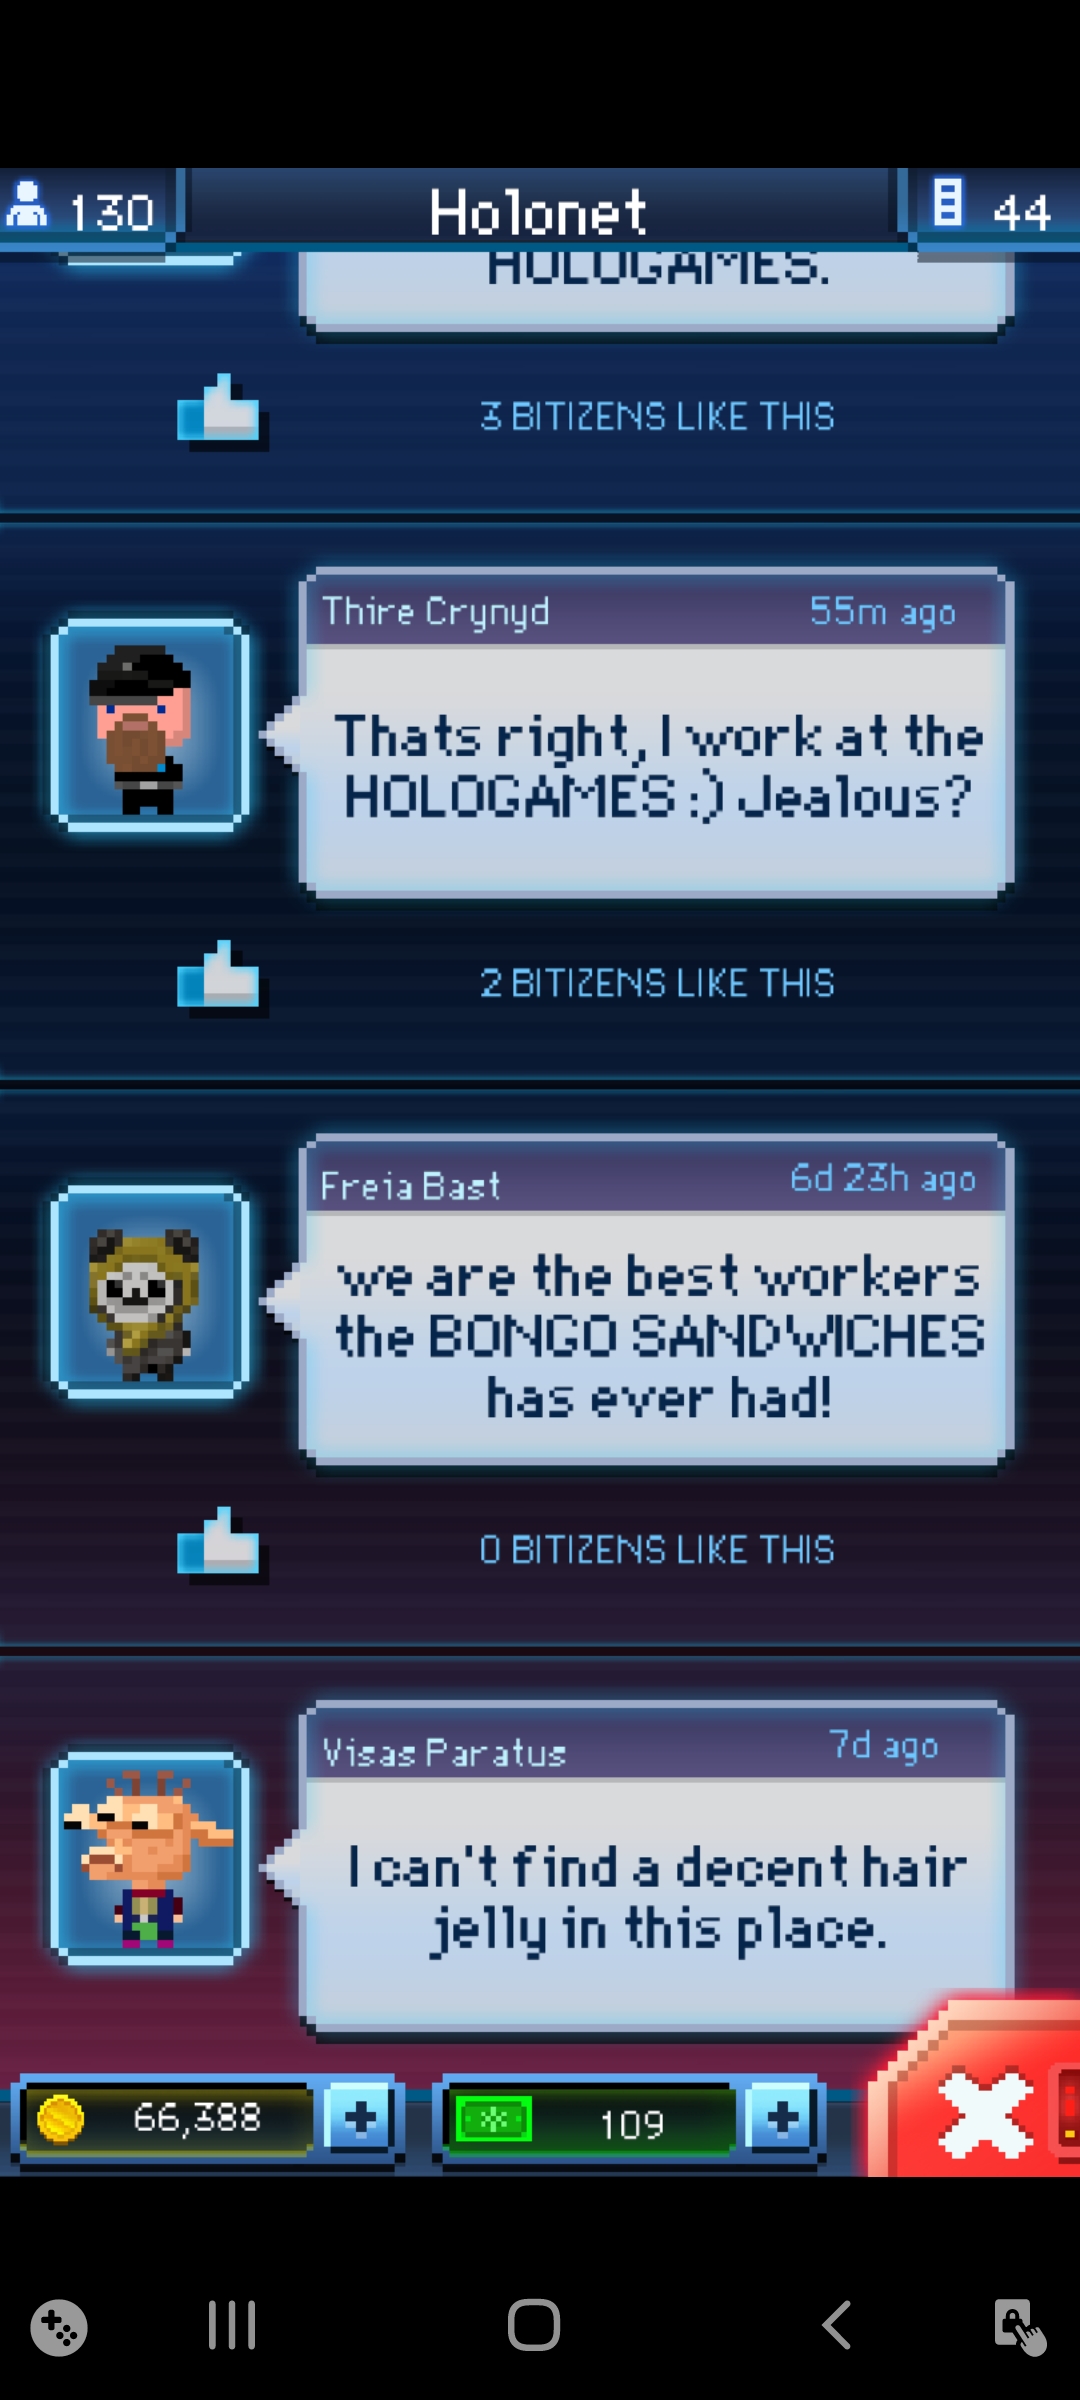 130
Holonet
44
HOLOGAMES.
3 BITIZENS LIKE THIS
Thire Crynyd
55m ago
Thats right, I work at the
HOLOGAMES :) Jealous?
2 BITIZENS LIKE THIS
Freia Bast
6d 23h ago
we are the best workers
the BONGO SANDWICHES
has ever had!
0 BITIZENS LIKE THIS
Visas Paratus
7d ago
I can't find a decent hair
jelly in this place.
66,388
109